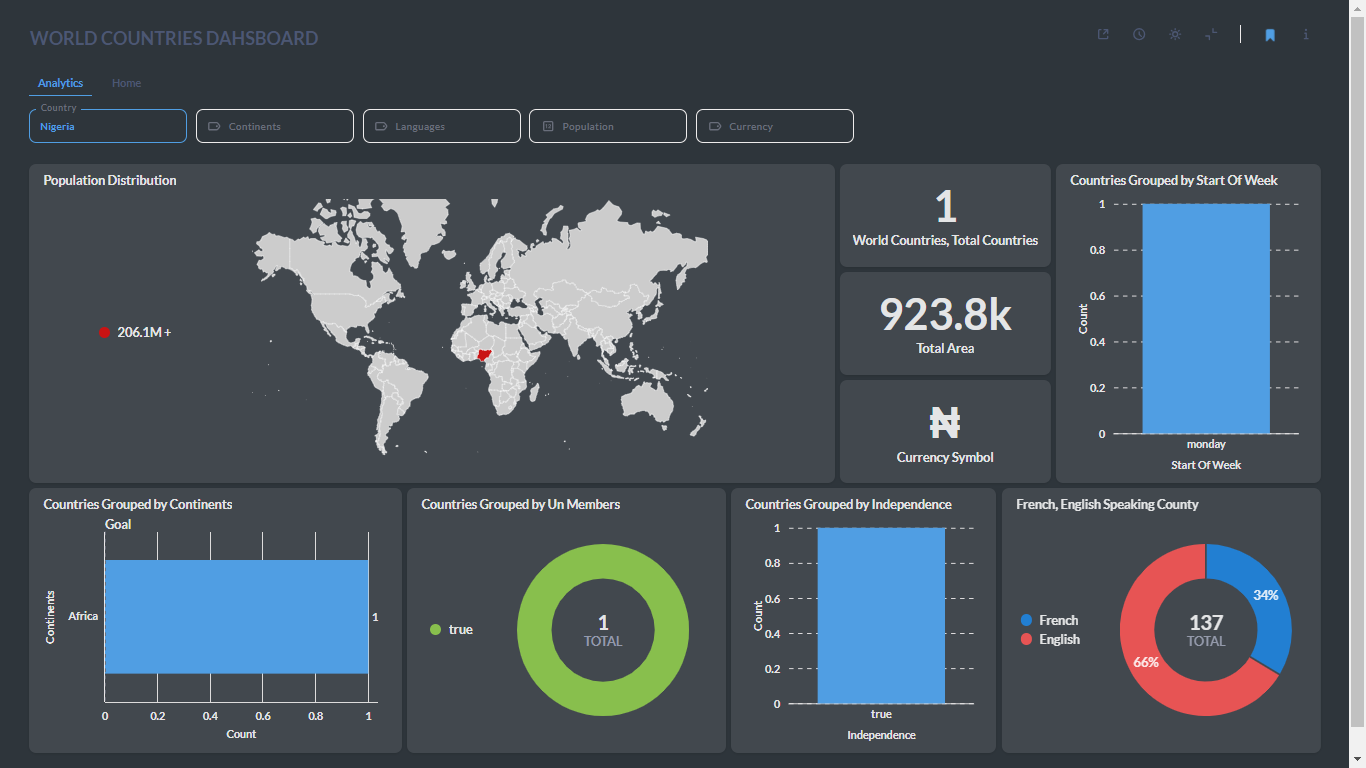 WORLD COUNTRIES DAHSBOARD
Analytics
Home
Country
Nigeria
Continents
Languages
Population
Currency
Population Distribution
206.1M +
1
World Countries, Total Countries
923.8k
Total Area
₦
Currency Symbol
Countries Grouped by Start Of Week
1
0.8
0.6
0.4
0.2
0
Count
monday
Start Of Week
Countries Grouped by Continents
Goal
Continents
Africa
1
0 0.2 0.4 0.6 0.8 1
Count
Countries Grouped by Un Members
true
1
TOTAL
Countries Grouped by Independence
1
0.8
0.6
0.4
0.2
0
Count
true
Independence
French, English Speaking County
French
English
34%
66%
137
TOTAL